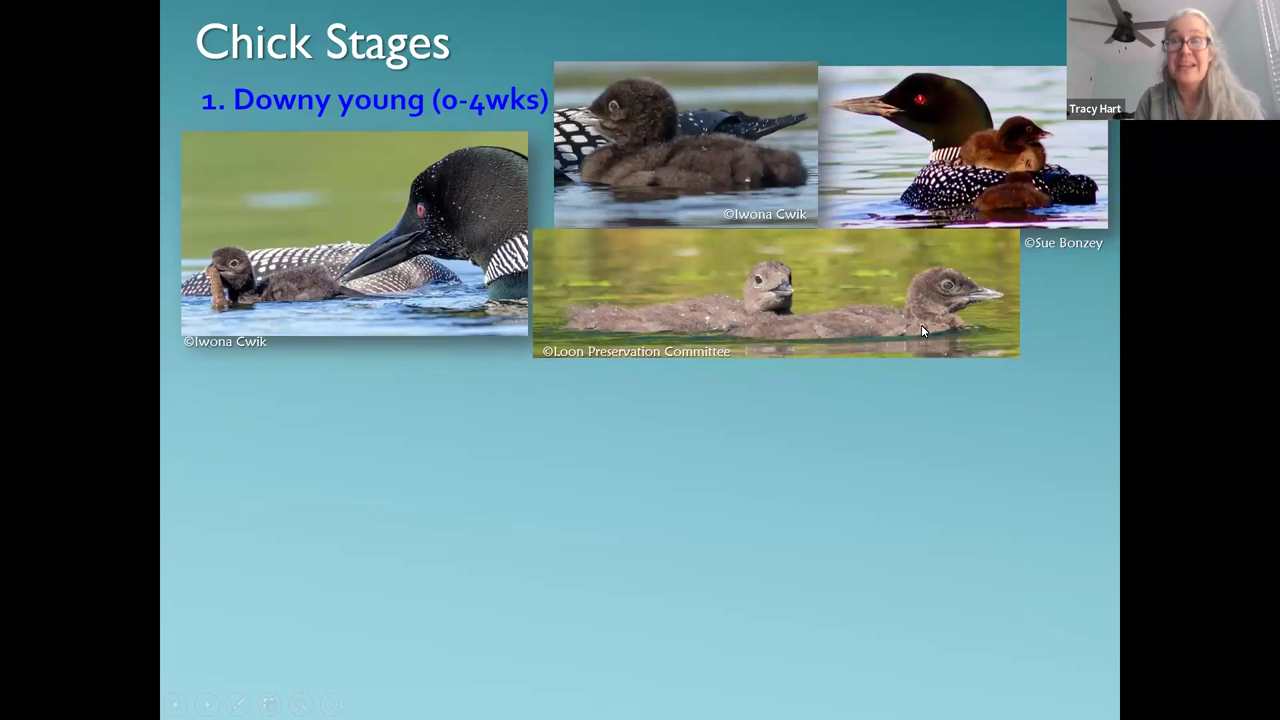 Chick Stages
1. Downy young (0-4wks)
Tracy Hart
©Iwona Cwik
©Sue Bonzey
©Iwona Cwik
©Loon Preservation Committee